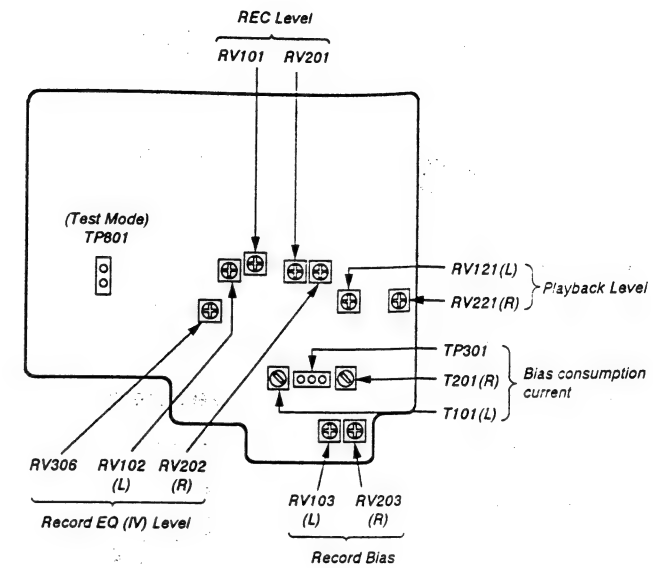 REC Level
RV101 RV201
(Test Mode)
TP801
RV121(L)
RV221(R)
Playback Level
TP301
T201(R)
T101(L)
Bias consumption
current
RV306 RV102 RV202
(L) (R)
Record EQ (IV) Level
RV103 RV203
(L) (R)
Record Bias